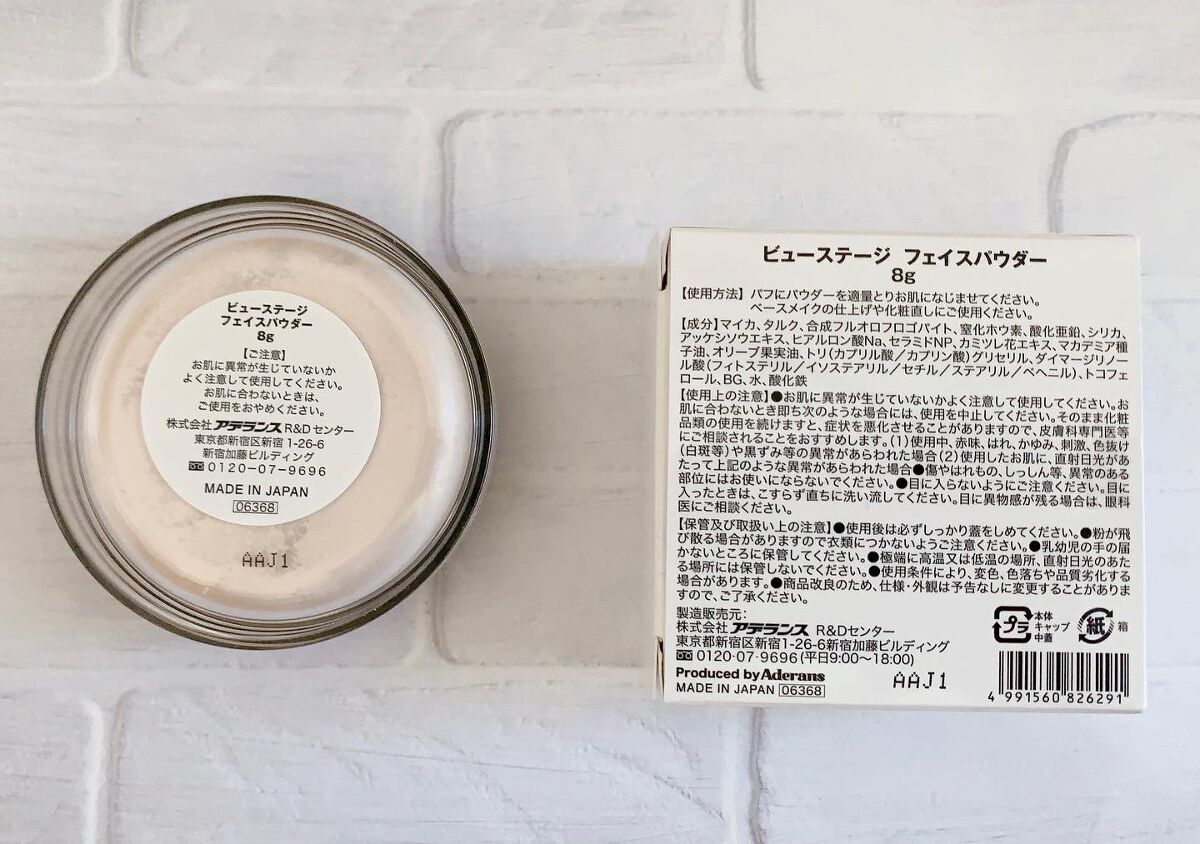 ビューステージ
フェイスパウダー
8g
【ご注意】
お肌に異常が生じていないか
よく注意して使用してください。
お肌に合わないときは、
ご使用をおやめください。
株式会社 アデランス R&Dセンター
東京都新宿区新宿 1-26-6
新宿加藤ビルディング
0120-07-9696
MADE IN JAPAN
06368
AAJ1
ビューステージ フェイスパウダー
8g
【使用方法】パフにパウダーを適量とりお肌になじませてください。
ベースメイクの仕上げや化粧直しにご使用ください。
【成分】マイカ、タルク、合成フルオロフロゴパイト、窒化ホウ素、酸化亜鉛、シリカ、
アッケシソウエキス、ヒアルロン酸Na、セラミドNP、カミツレ花エキス、マカデミア種
子油、オリーブ果実油、トリ(カプリル酸/カプリン酸)グリセリル、ダイマージリノー
ル酸(フィトステリル/イソステアリル/セチル/ステアリル/ベヘニル)、トコフェ
ロール、BG、水、酸化鉄
【使用上の注意】●お肌に異常が生じていないかよく注意して使用してください。お
肌に合わないとき即ち次のような場合には、使用を中止してください。そのまま化粧
品類の使用を続けますと、症状を悪化させることがありますので、皮膚科専門医等
にご相談されることをおすすめします。(1)使用中、赤味、はれ、かゆみ、刺激、色抜け
(白斑等)や黒ずみ等の異常があらわれた場合(2)使用したお肌に、直射日光があ
たって上記のような異常があらわれた場合●傷やはれもの、しっしん等、異常のある
部位にはお使いにならないでください。●目に入らないようにご注意ください。目に
入ったときは、こすらず直ちに洗い流してください。目に異物感が残る場合は、眼科
医にご相談ください。
【保管及び取扱い上の注意】●使用後は必ずしっかり蓋をしめてください。●粉が飛
び散る場合がありますので衣類につかないようご注意ください。●乳幼児の手の届
かないところに保管してください。●極端に高温又は低温の場所、直射日光のあた
る場所には保管しないでください。●使用条件により、変色、色落ちや品質劣化する
場合があります。●商品改良のため、仕様・外観は予告なしに変更することがありま
すので、ご了承ください。
製造販売元:
株式会社 アデランス R&Dセンター
東京都新宿区新宿1-26-6新宿加藤ビルディング
0120-07-9696(平日9:00〜18:00)
Produced by Aderans
MADE IN JAPAN 06368
AAJ1
プラ
本体
キャップ
中蓋
紙 箱
4 991560 826291